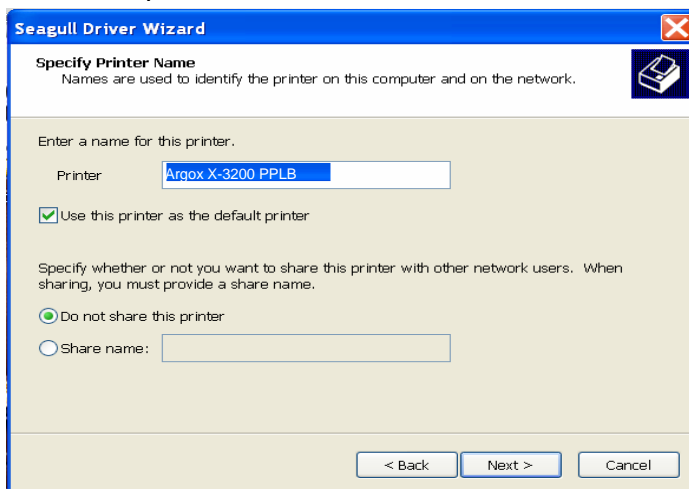 Seagull Driver Wizard
Specify Printer Name
Names are used to identify the printer on this computer and on the network.
Enter a name for this printer.
Printer
Argox X-3200 PPLB
Use this printer as the default printer
Specify whether or not you want to share this printer with other network users. When
sharing, you must provide a share name.
Do not share this printer
Share name:
< Back
Next >
Cancel